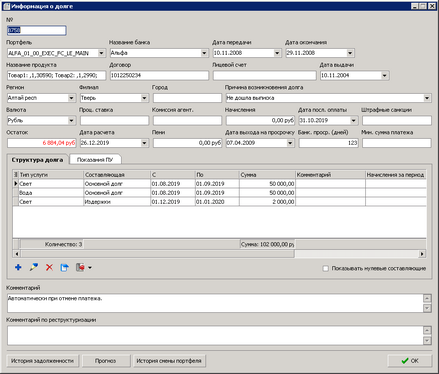 Информация о долге
№
Портфель Название банка Дата передачи Дата окончания
ALFA_01_00_EXEC_FC_LE_MAIN Альфа 10.11.2008 29.11.2008
Название продукта Договор Лицевой счет Дата выдачи
Товар1: ,1,30590; Товар2: ,1,2990; 1012250234 10.11.2004
Регион Филиал Город Причина возникновения долга
Алтай респ Тверь Не дошла выписка
Валюта Проц. ставка Комиссия агент. Начисления Дата посл. оплаты Штрафные санкции
Рубль 0,00 ру 31.10.2019
Остаток Дата расчета Пени Дата выхода на просрочку Банк. проср. (дней) Мин. сумма платежа
6 884,04 руб 26.12.2019 0,00 ру 07.04.2009 123
Структура долга Показания ПУ
Тип услуги Составляющая С По Сумма Комментарий Начисления за период
Свет Основной долг 01.08.2019 01.09.2019 50 000,00
Вода Основной долг 01.08.2019 01.09.2019 50 000,00
Свет Издержки 01.12.2019 01.01.2020 2 000,00
Количество: 3 Сумма: 102 000,00 ру
Показывать нулевые составляющие
Комментарий
Автоматически при отмене платежа.
Комментарий по реструктуризации
История задолженности Прогноз История смены портфеля OK